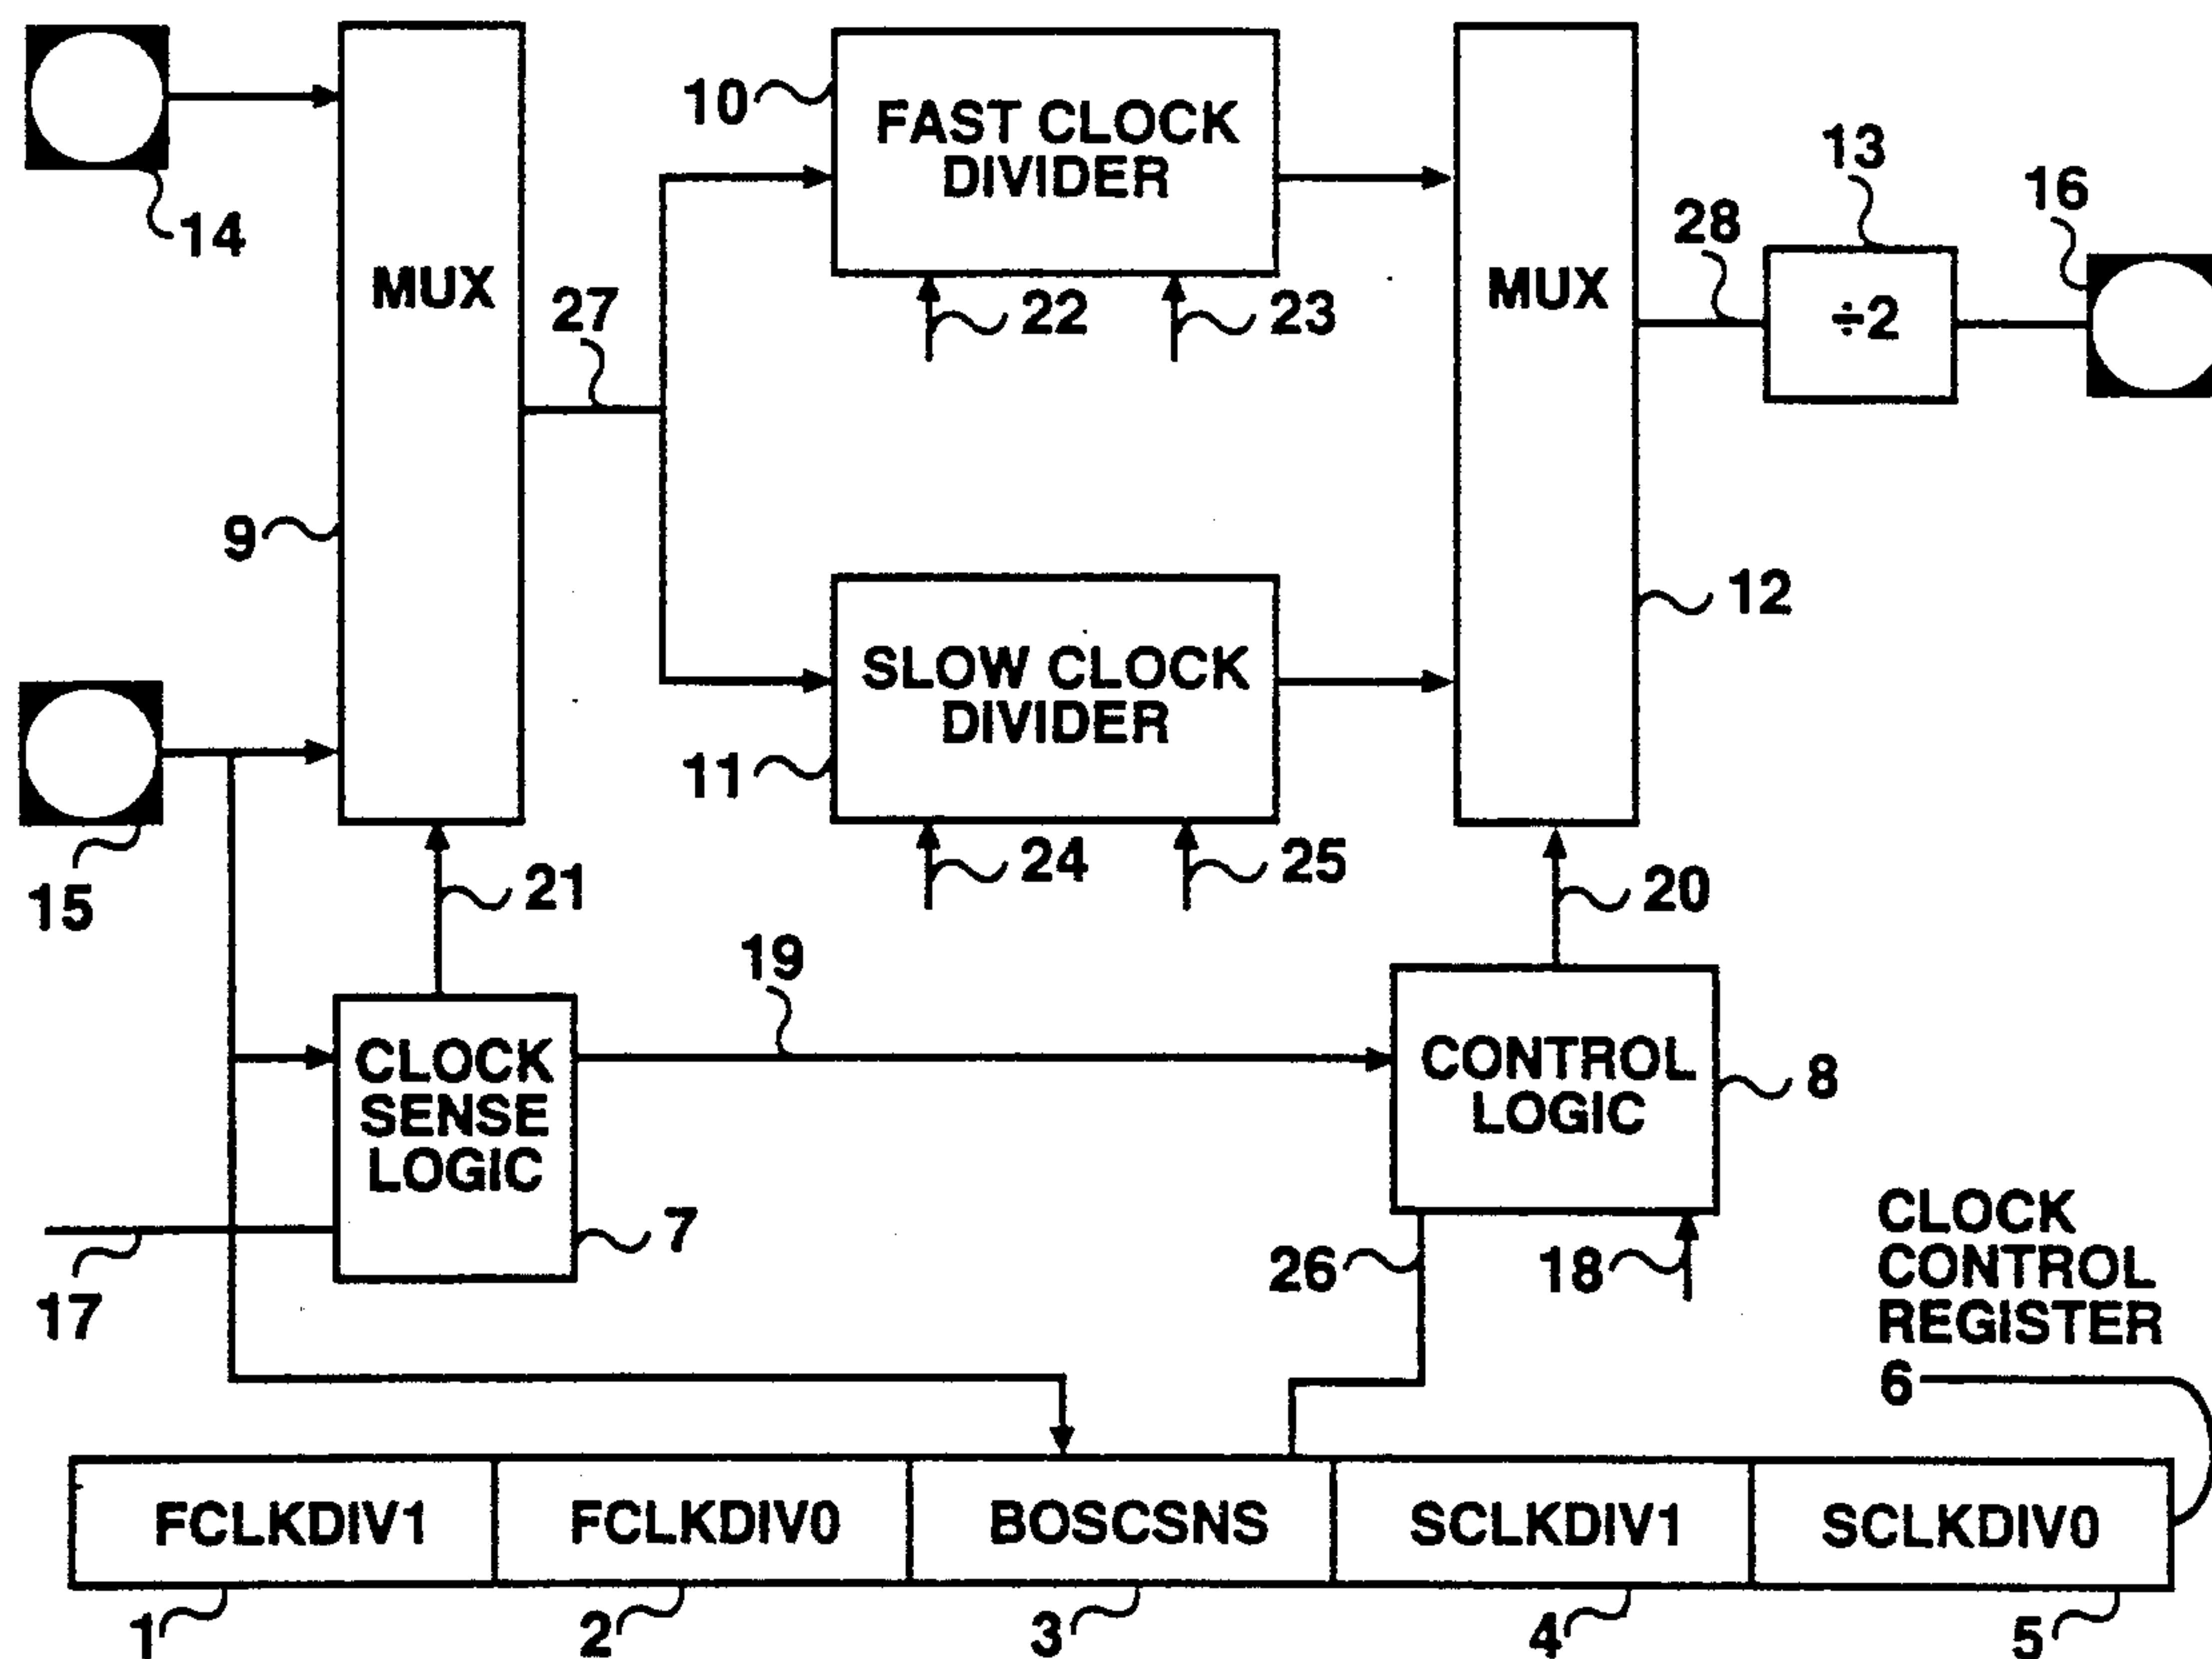 14
MUX
9
27
10
FAST CLOCK
DIVIDER
22
23
MUX
28
13
÷2
16
12
15
SLOW CLOCK
DIVIDER
11
24
25
21
19
20
CLOCK
SENSE
LOGIC
7
17
CONTROL
LOGIC
8
26
18
CLOCK
CONTROL
REGISTER
6
FCLKDIV1
FCLKDIV0
BOSCSNS
SCLKDIV1
SCLKDIV0
1
2
3
4
5